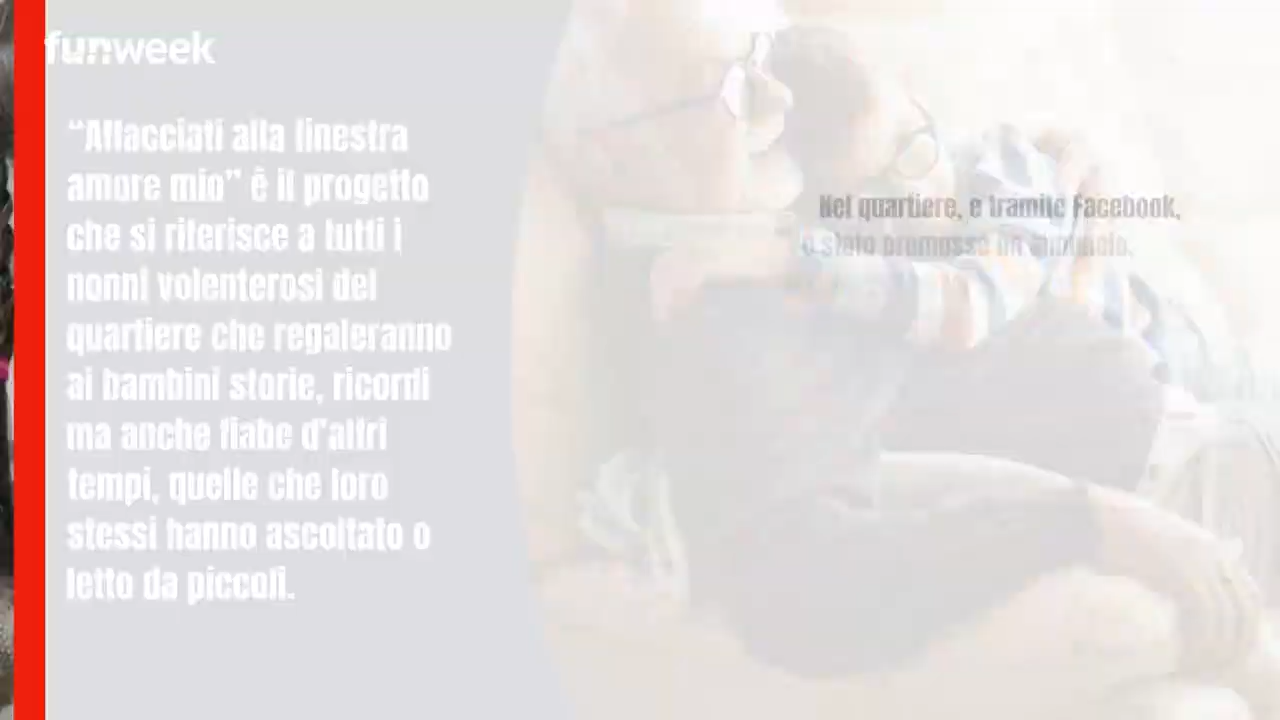 funweek
“Affacciati alla finestra
amore mio” è il progetto
che si riferisce a tutti i
nonni volenterosi del
quartiere che regaleranno
ai bambini storie, ricordi
ma anche fiabe d'altri
tempi, quelle che loro
stessi hanno ascoltato o
letto da piccoli.
Nel quartiere, e tramite Facebook,
è stato promosso un annuncio.